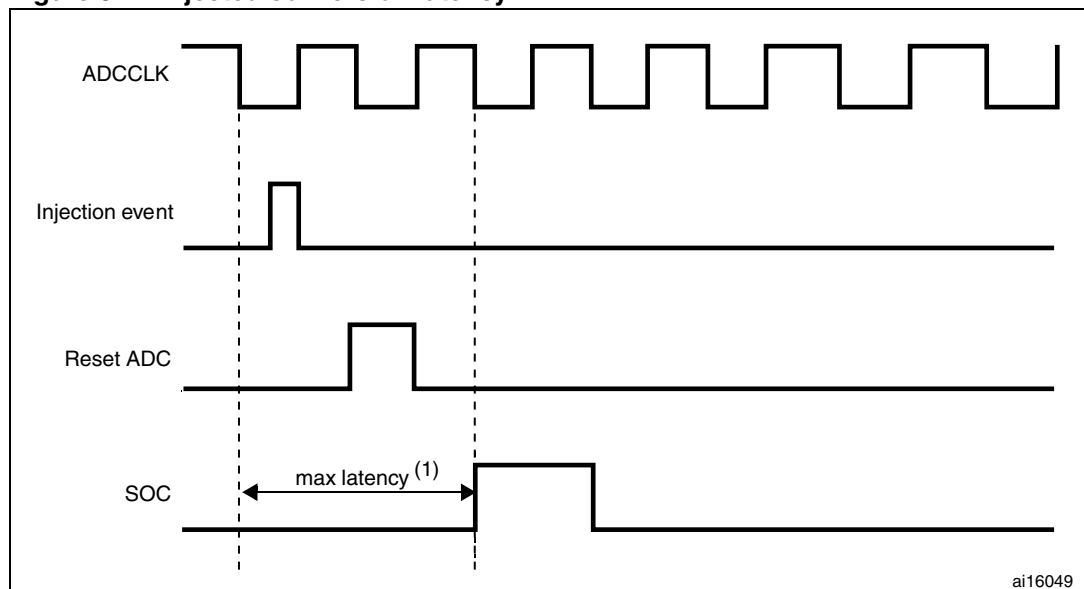 ADCCLK
Injection event
Reset ADC
max latency (1)
SOC
ai16049